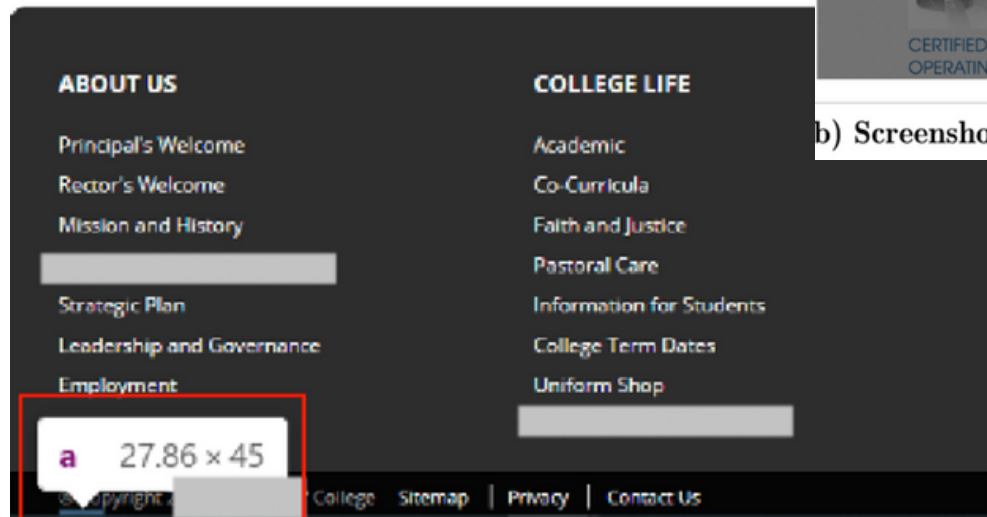 CERTIFIED
OPERATIN
b) Screensho
ABOUT US
Principal's Welcome
Rector's Welcome
Mission and History
Strategic Plan
Leadership and Governance
Employment
COLLEGE LIFE
Academic
Co-Curricula
Faith and Justice
Pastoral Care
Information for Students
College Term Dates
Uniform Shop
a 27.86 × 45
College Sitemap | Privacy | Contact Us